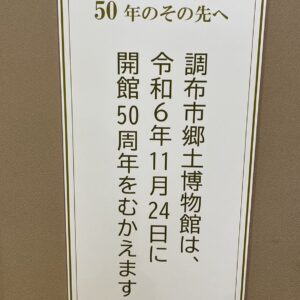 50年のその先へ
調布市郷土博物館は、
令和６年11月24日に
開館50周年をむかえます